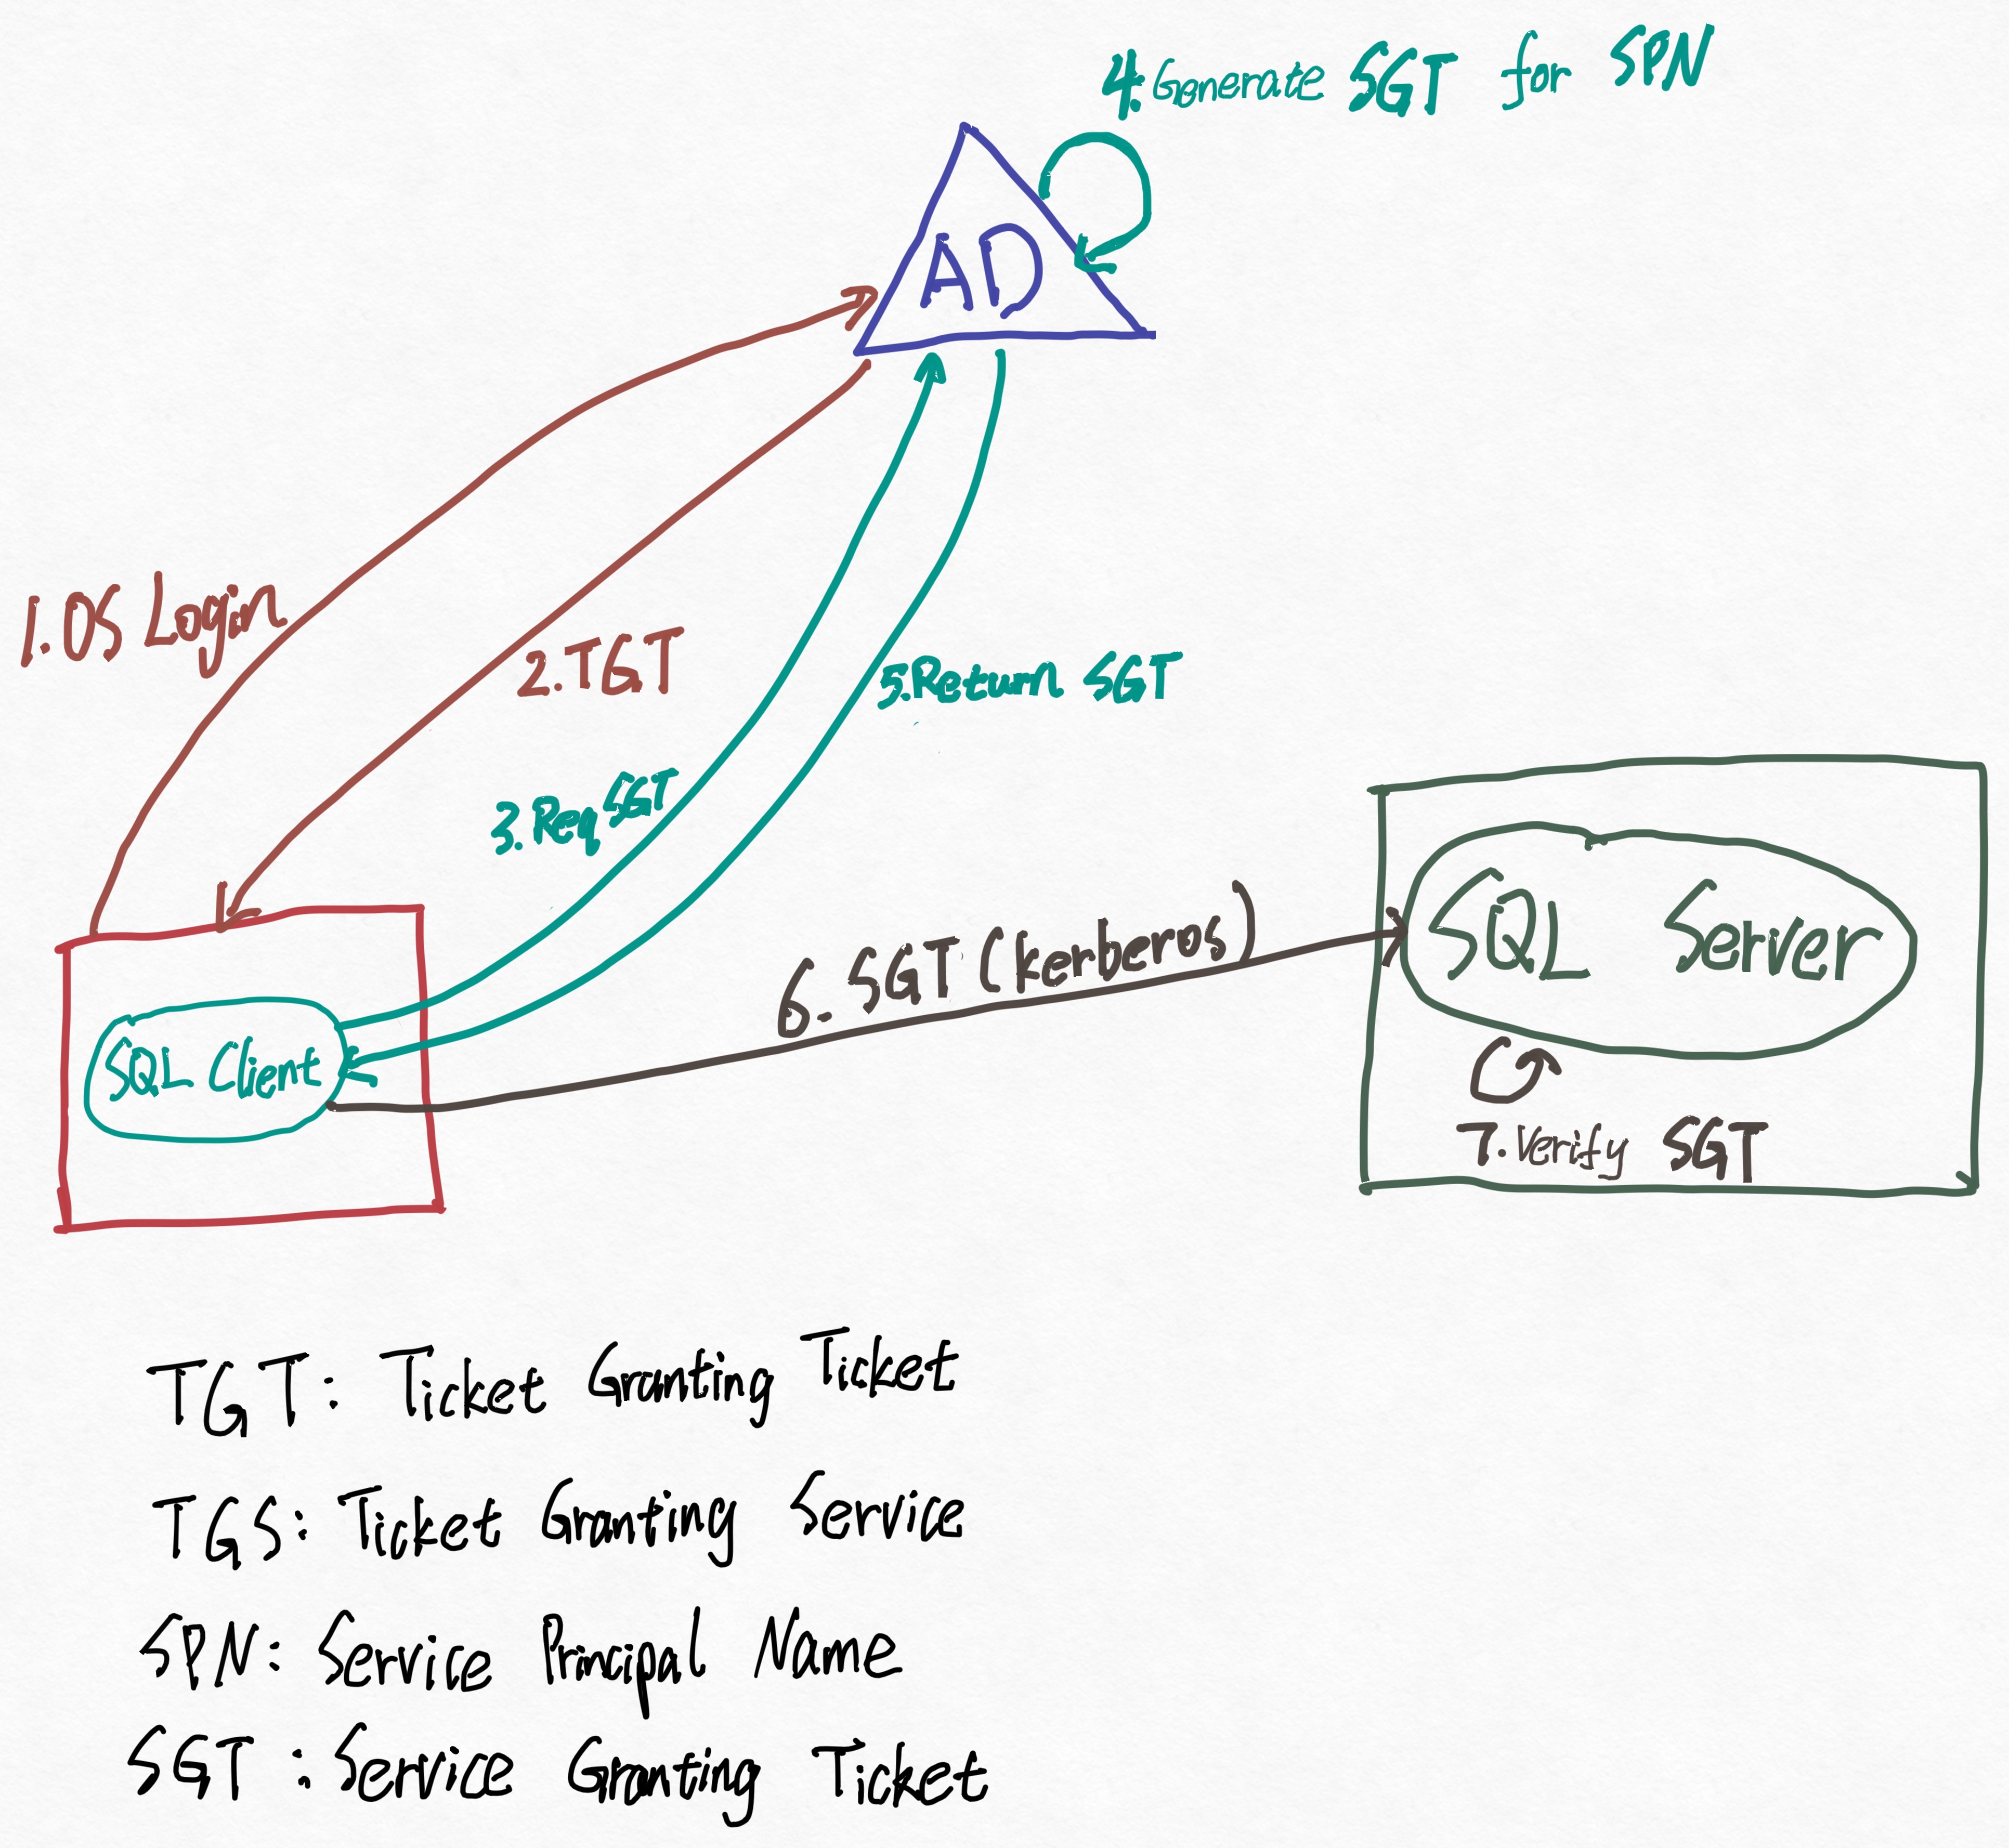 4. Generate SGT for SPN
AD
1. OS Login
2. TGT
5. Return SGT
3. Req SGT
6. SGT (kerberos)
SQL Server
SQL Client
7. Verify SGT
TGT: Ticket Granting Ticket
TGS: Ticket Granting Service
SPN: Service Principal Name
SGT: Service Granting Ticket